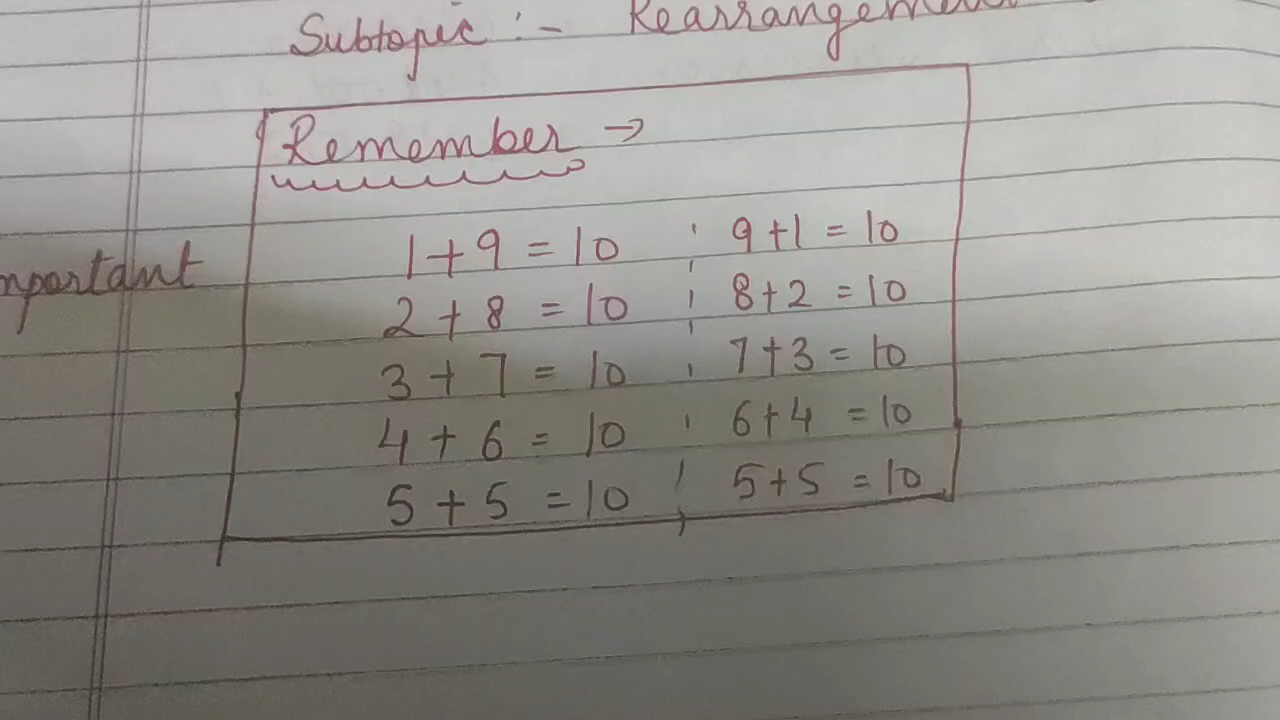 Subtopic :- Rearrangement
Remember →
1 + 9 = 10 ; 9 + 1 = 10
important
2 + 8 = 10 ; 8 + 2 = 10
3 + 7 = 10 ; 7 + 3 = 10
4 + 6 = 10 ; 6 + 4 = 10
5 + 5 = 10 ; 5 + 5 = 10